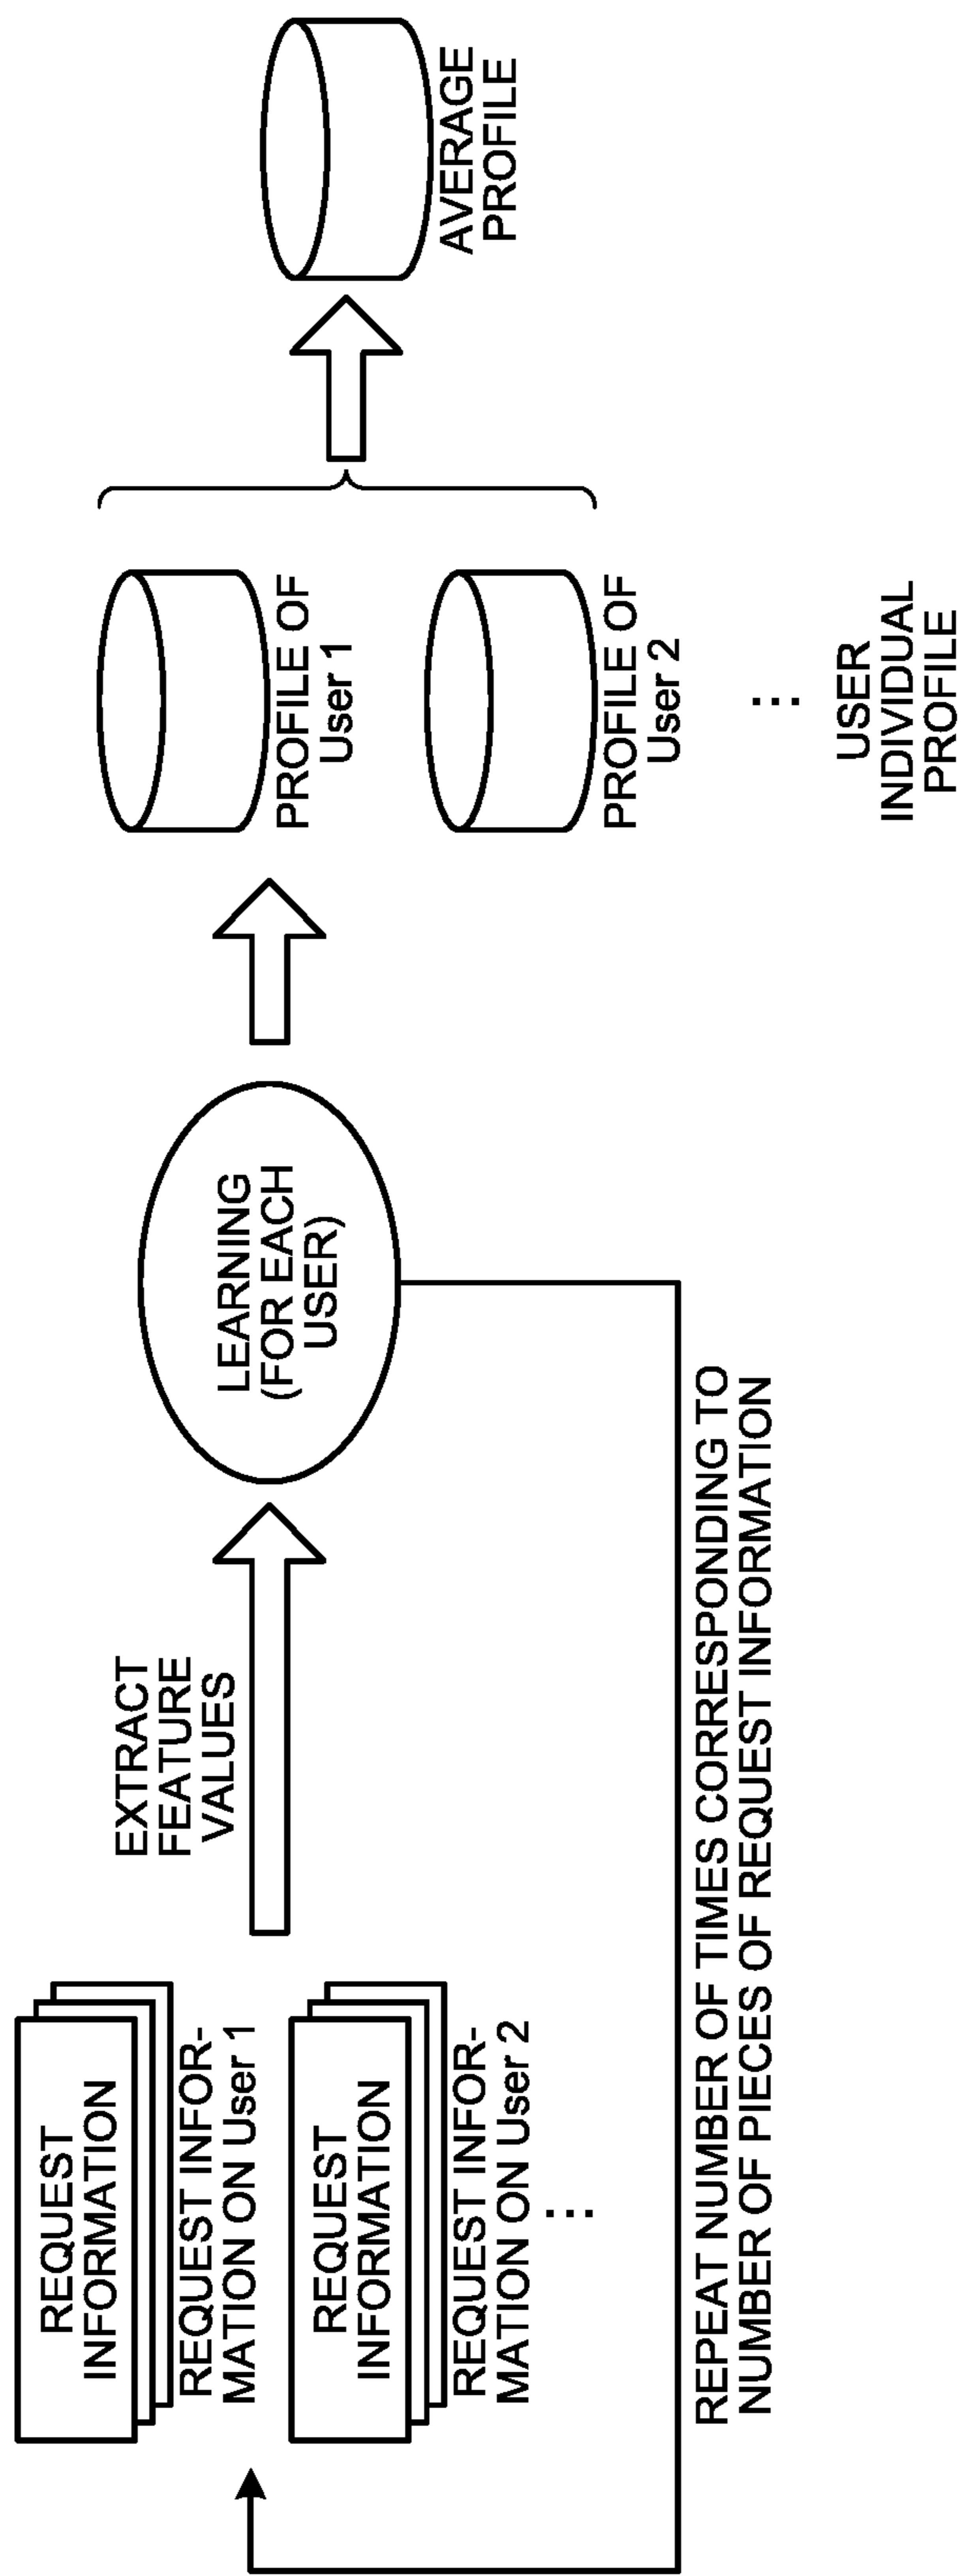 REQUEST
INFORMATION
REQUEST INFOR-
MATION ON User 1
REQUEST
INFORMATION
REQUEST INFOR-
MATION ON User 2
...
EXTRACT
FEATURE
VALUES
LEARNING
(FOR EACH
USER)
REPEAT NUMBER OF TIMES CORRESPONDING TO
NUMBER OF PIECES OF REQUEST INFORMATION
PROFILE OF
User 1
PROFILE OF
User 2
...
USER
INDIVIDUAL
PROFILE
AVERAGE
PROFILE